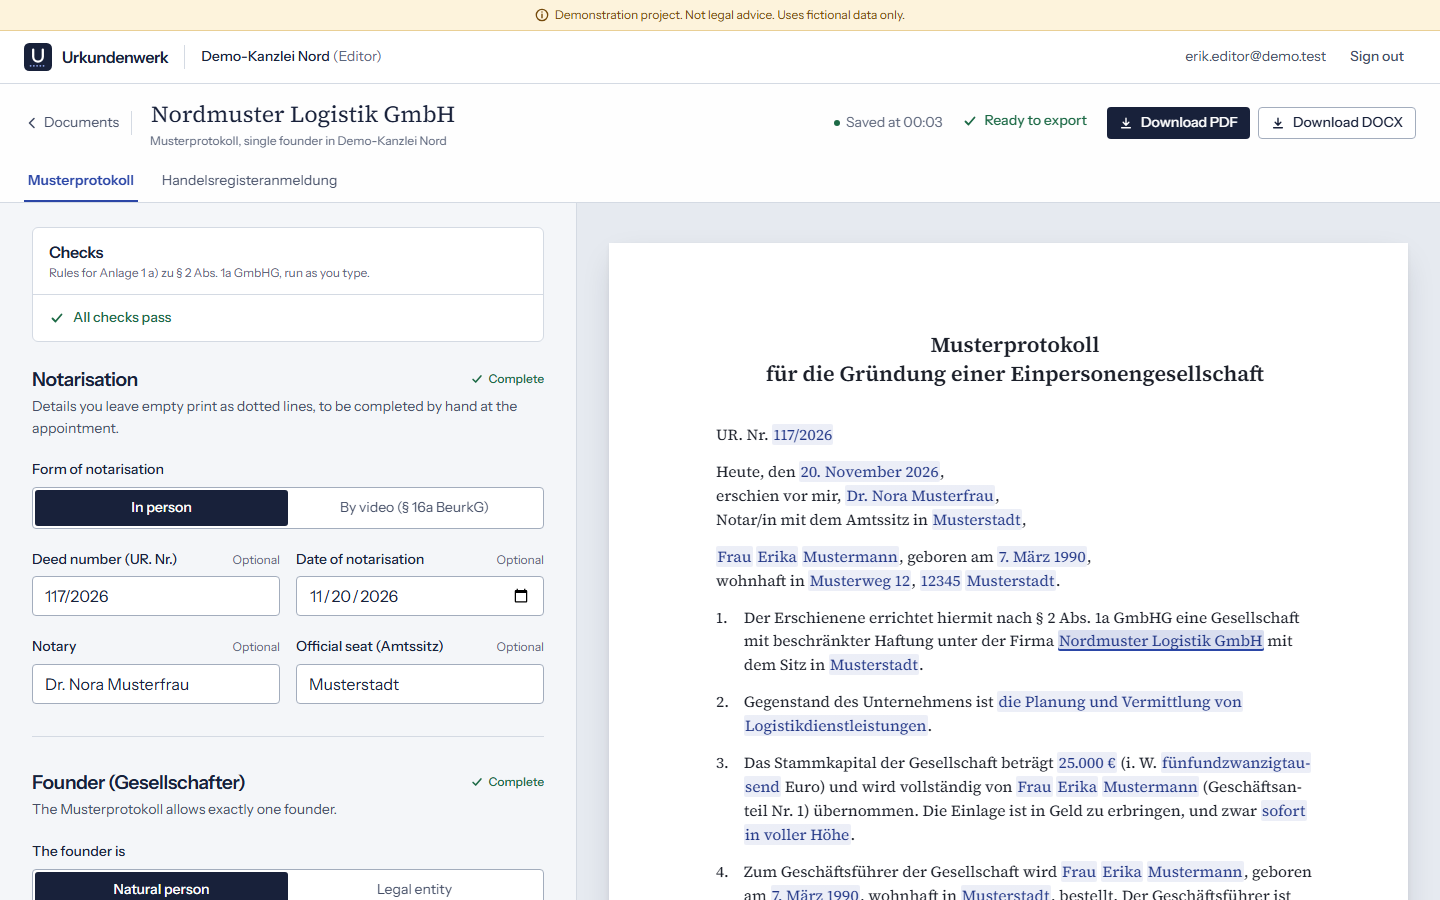 Demonstration project. Not legal advice. Uses fictional data only.
U Urkundenwerk Demo-Kanzlei Nord (Editor) erik.editor@demo.test Sign out
Documents
Nordmuster Logistik GmbH
Musterprotokoll, single founder in Demo-Kanzlei Nord
Saved at 00:03 Ready to export Download PDF Download DOCX
Musterprotokoll Handelsregisteranmeldung
Checks
Rules for Anlage 1 a) zu § 2 Abs. 1a GmbHG, run as you type.
All checks pass
Notarisation Complete
Details you leave empty print as dotted lines, to be completed by hand at the
appointment.
Form of notarisation
In person By video (§ 16a BeurkG)
Deed number (UR. Nr.) Optional Date of notarisation Optional
117/2026 11/20/2026
Notary Optional Official seat (Amtssitz) Optional
Dr. Nora Musterfrau Musterstadt
Founder (Gesellschafter) Complete
The Musterprotokoll allows exactly one founder.
The founder is
Natural person Legal entity
Musterprotokoll
für die Gründung einer Einpersonengesellschaft
UR. Nr. 117/2026
Heute, den 20. November 2026,
erschien vor mir, Dr. Nora Musterfrau,
Notar/in mit dem Amtssitz in Musterstadt,
Frau Erika Mustermann, geboren am 7. März 1990,
wohnhaft in Musterweg 12, 12345 Musterstadt.
1. Der Erschienene errichtet hiermit nach § 2 Abs. 1a GmbHG eine Gesellschaft
mit beschränkter Haftung unter der Firma Nordmuster Logistik GmbH mit
dem Sitz in Musterstadt.
2. Gegenstand des Unternehmens ist die Planung und Vermittlung von
Logistikdienstleistungen.
3. Das Stammkapital der Gesellschaft beträgt 25.000 € (i. W. fünfundzwanzigtau-
send Euro) und wird vollständig von Frau Erika Mustermann (Geschäftsan-
teil Nr. 1) übernommen. Die Einlage ist in Geld zu erbringen, und zwar sofort
in voller Höhe.
4. Zum Geschäftsführer der Gesellschaft wird Frau Erika Mustermann, geboren
am 7. März 1990, wohnhaft in Musterstadt, bestellt. Der Geschäftsführer ist